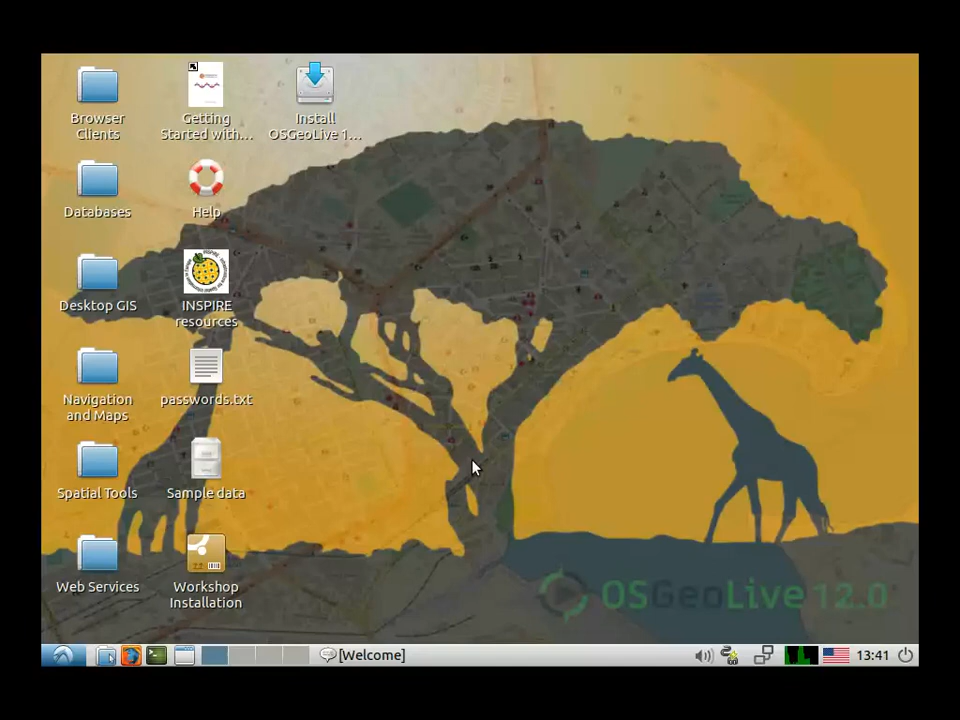 Browser
Clients
Getting
Started with...
Install
OSGeoLive 1...
Databases
Help
Desktop GIS
INSPIRE
resources
Navigation
and Maps
passwords.txt
Spatial Tools
Sample data
Web Services
Workshop
Installation
OSGeoLive 12.0
[Welcome]
13:41